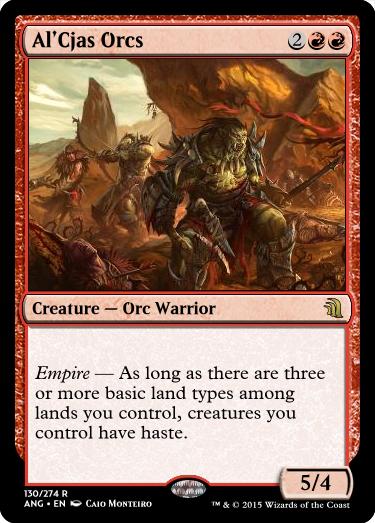 Al'Cjas Orcs 2
Creature — Orc Warrior
Empire — As long as there are three
or more basic land types among
lands you control, creatures you
control have haste.
5/4
130/274 R
ANG • EN Caio Monteiro
™ & © 2015 Wizards of the Coast